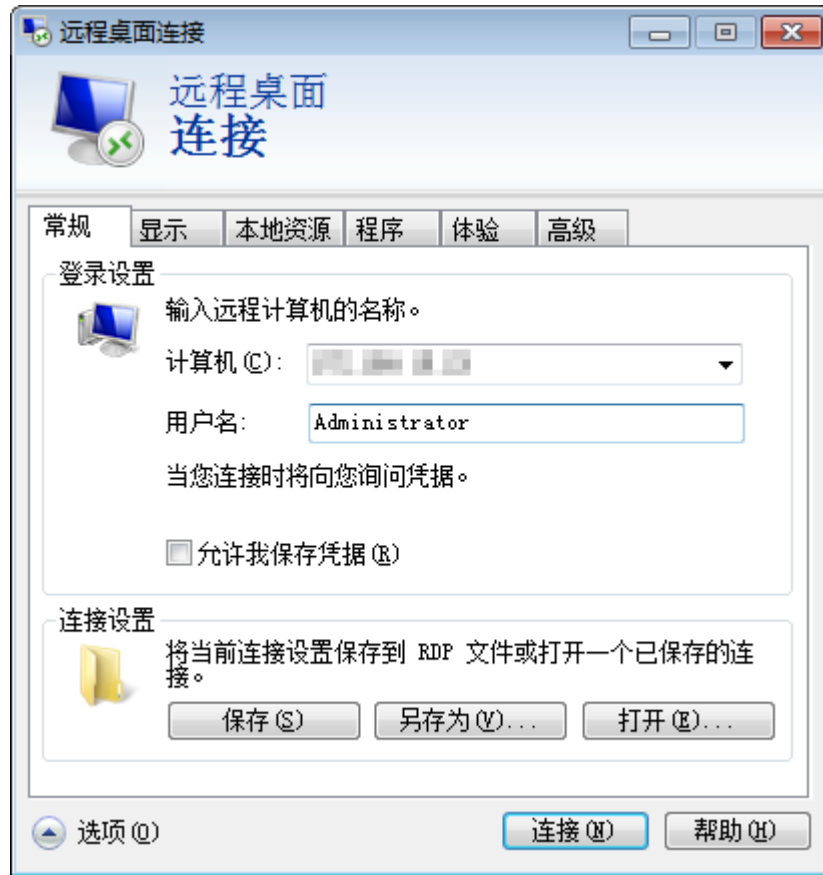 远程桌面连接
远程桌面
连接
常规 显示 本地资源 程序 体验 高级
登录设置
输入远程计算机的名称。
计算机(C):
用户名: Administrator
当您连接时将向您询问凭据。
允许我保存凭据(R)
连接设置
将当前连接设置保存到 RDP 文件或打开一个已保存的连
接。
保存(S) 另存为(V)... 打开(E)...
选项(O) 连接(N) 帮助(H)